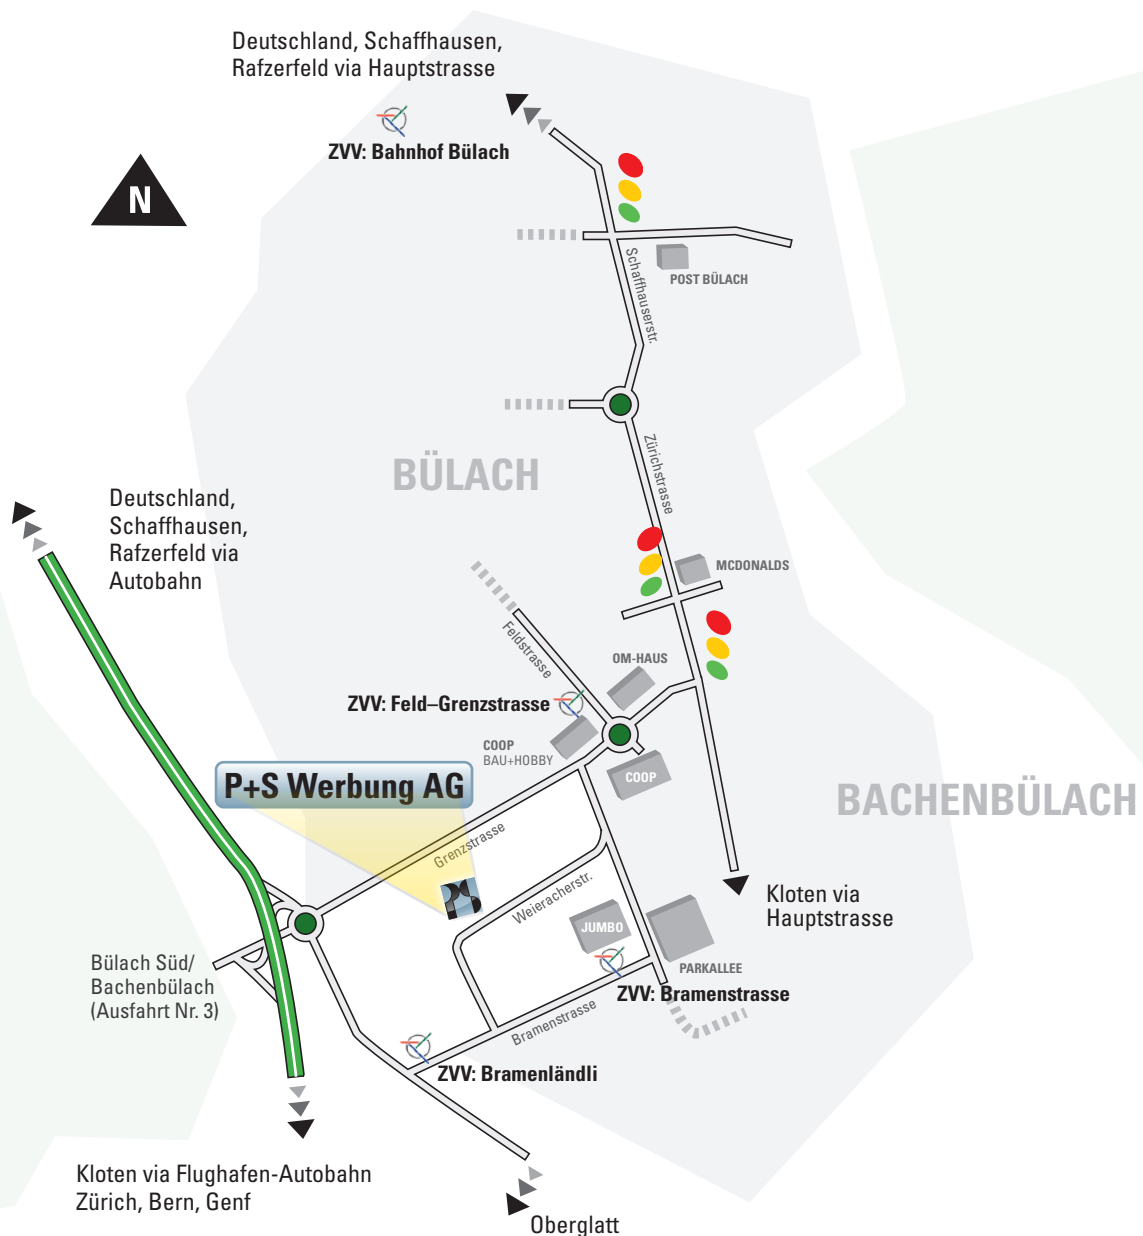 Deutschland, Schaffhausen,
Rafzerfeld via Hauptstrasse
ZVV: Bahnhof Bülach
N
Schaffhauserstr.
POST BÜLACH
BÜLACH
Zürichstrasse
Deutschland,
Schaffhausen,
Rafzerfeld via
Autobahn
MCDONALDS
Feldstrasse
OM-HAUS
ZVV: Feld–Grenzstrasse
COOP
BAU+HOBBY
COOP
P+S Werbung AG
BACHENBÜLACH
Grenzstrasse
PS
Weieracherstr.
Kloten via
Hauptstrasse
JUMBO
PARKALLEE
Bülach Süd/
Bachenbülach
(Ausfahrt Nr. 3)
ZVV: Bramenstrasse
Bramenstrasse
ZVV: Bramenländli
Kloten via Flughafen-Autobahn
Zürich, Bern, Genf
Oberglatt